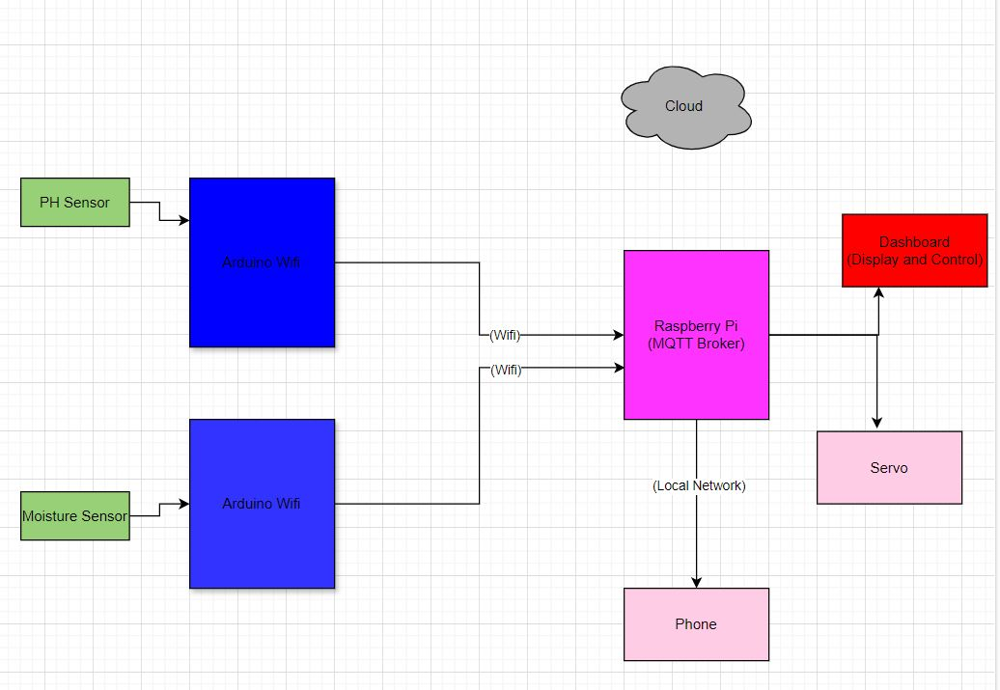 Cloud
PH Sensor
Arduino Wifi
Dashboard
(Display and Control)
(Wifi)
Raspberry Pi
(MQTT Broker)
(Wifi)
Servo
(Local Network)
Moisture Sensor
Arduino Wifi
Phone